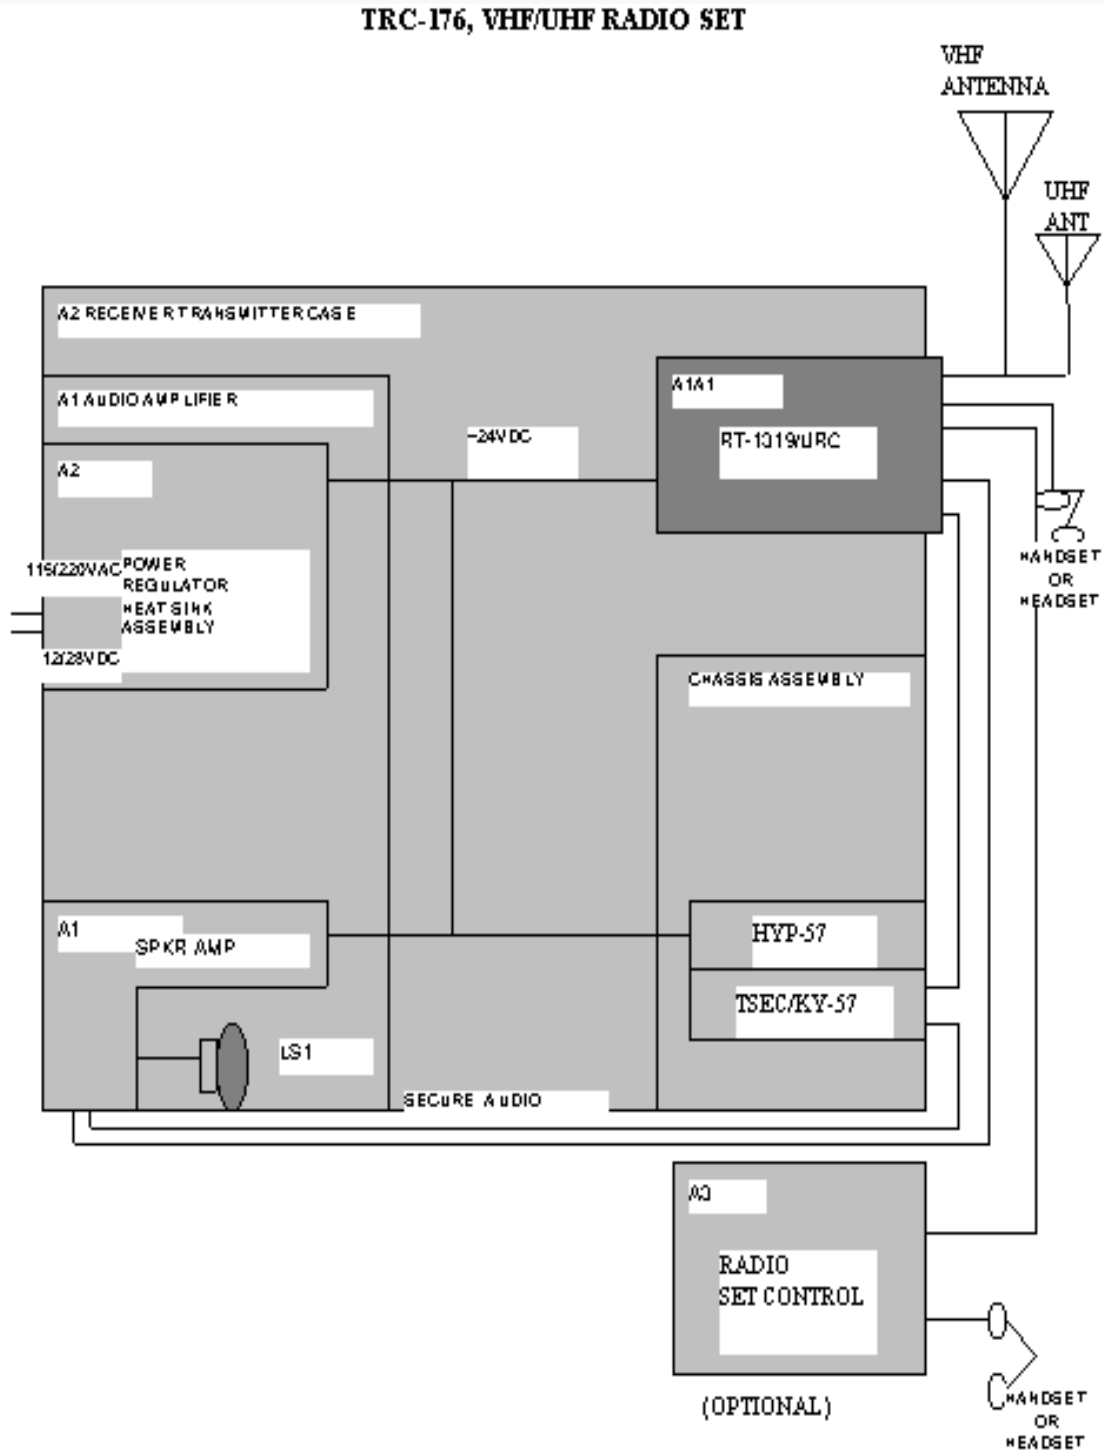 TRC-176, VHF/UHF RADIO SET
VHF
ANTENNA
UHF
ANT
A2 RECEIVER TRANSMITTER CASE
A1 AUDIO AMPLIFIER
A1A1
RT-1319/URC
~24VDC
A2
115/220VAC
POWER
REGULATOR
HEAT SINK
ASSEMBLY
12/28VDC
HANDSET
OR
HEADSET
CHASSIS ASSEMBLY
A1
SPKR AMP
HYP-57
TSEC/KY-57
LS1
SECURE AUDIO
A3
RADIO
SET CONTROL
(OPTIONAL)
HANDSET
OR
HEADSET